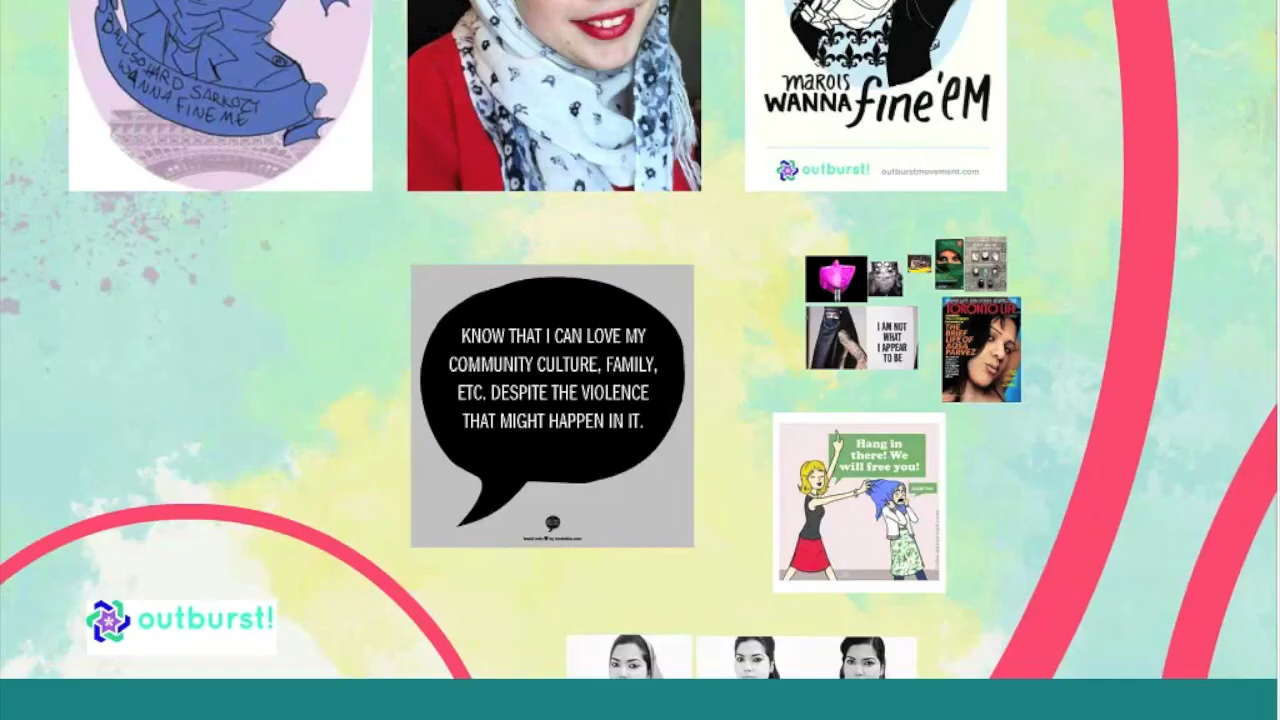 BALLSOHARD SARKOZY
WANNA FINE ME
MAROIS
WANNA fine 'em
outburst! outburstmovement.com
KNOW THAT I CAN LOVE MY
COMMUNITY CULTURE, FAMILY,
ETC. DESPITE THE VIOLENCE
THAT MIGHT HAPPEN IN IT.
I AM NOT
WHAT
I APPEAR
TO BE
TORONTO LIFE
THE
BRIEF
LIFE OF
AQSA
PARVEZ
Hang in
there! We
will free you!
outburst!